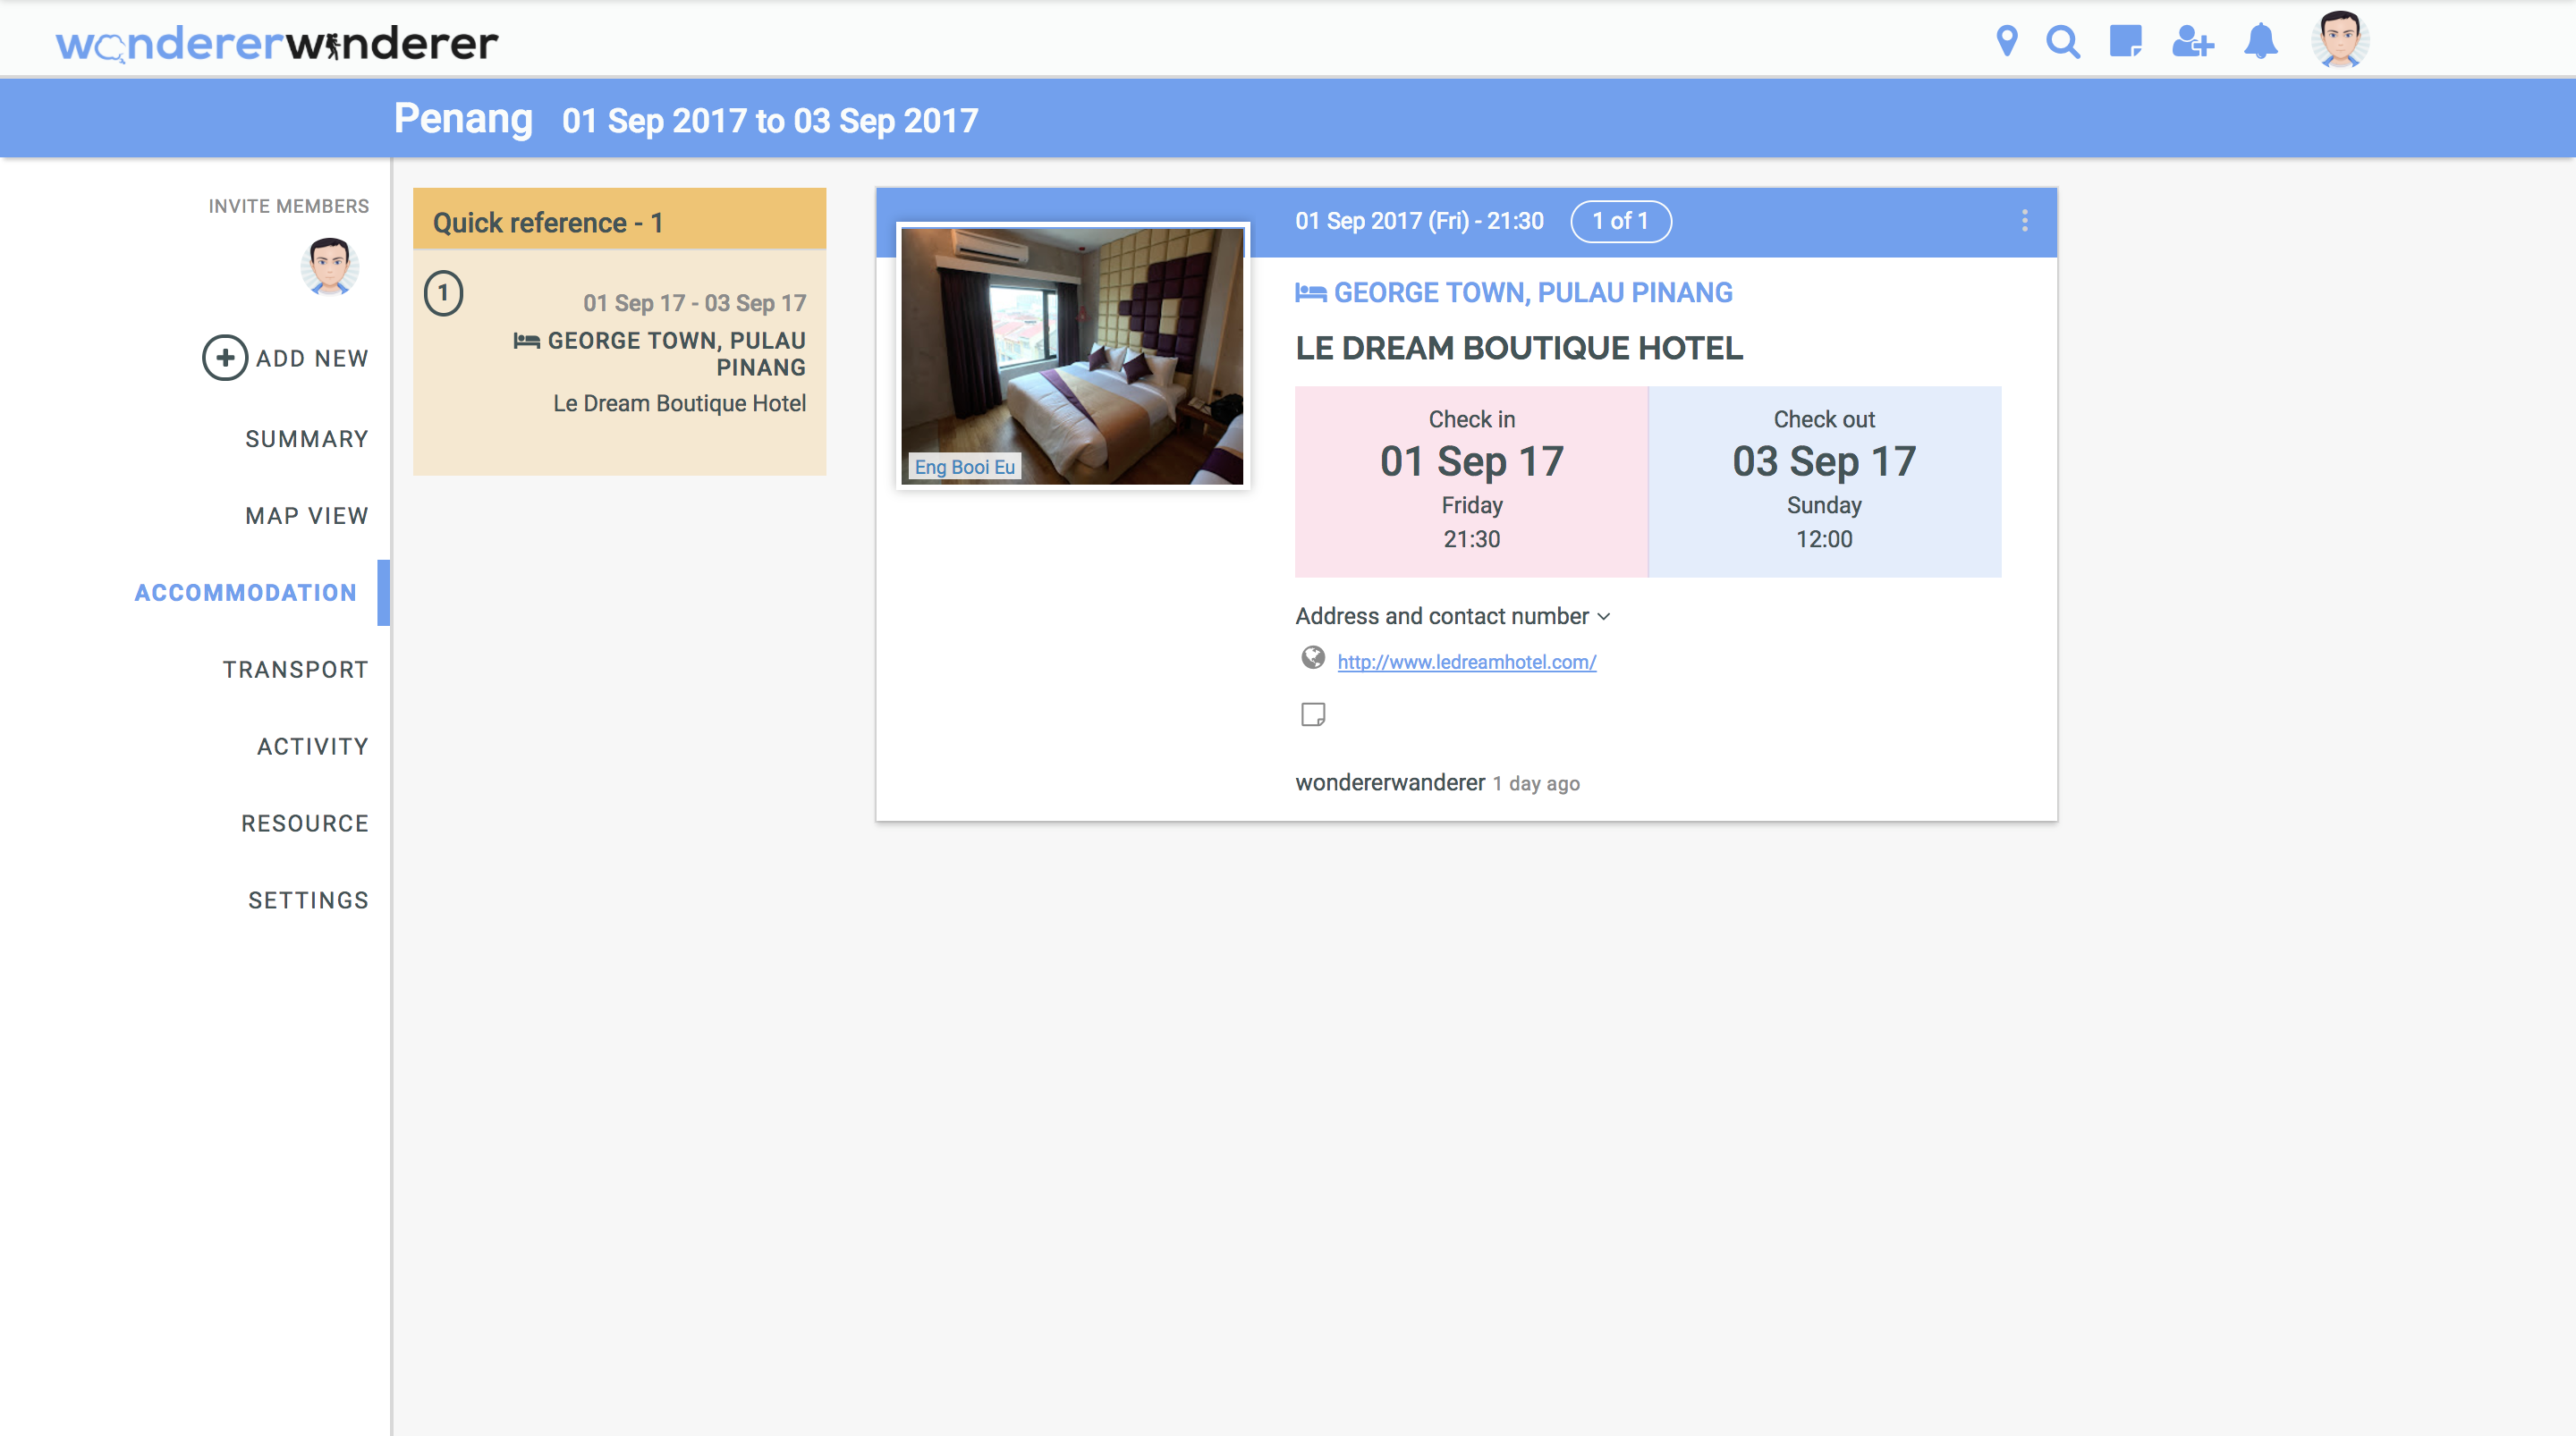 wondererwanderer
Penang 01 Sep 2017 to 03 Sep 2017
INVITE MEMBERS
ADD NEW
SUMMARY
MAP VIEW
ACCOMMODATION
TRANSPORT
ACTIVITY
RESOURCE
SETTINGS
Quick reference - 1
1
01 Sep 17 - 03 Sep 17
GEORGE TOWN, PULAU
PINANG
Le Dream Boutique Hotel
01 Sep 2017 (Fri) - 21:30 1 of 1
Eng Booi Eu
GEORGE TOWN, PULAU PINANG
LE DREAM BOUTIQUE HOTEL
Check in
01 Sep 17
Friday
21:30
Check out
03 Sep 17
Sunday
12:00
Address and contact number
http://www.ledreamhotel.com/
wondererwanderer 1 day ago